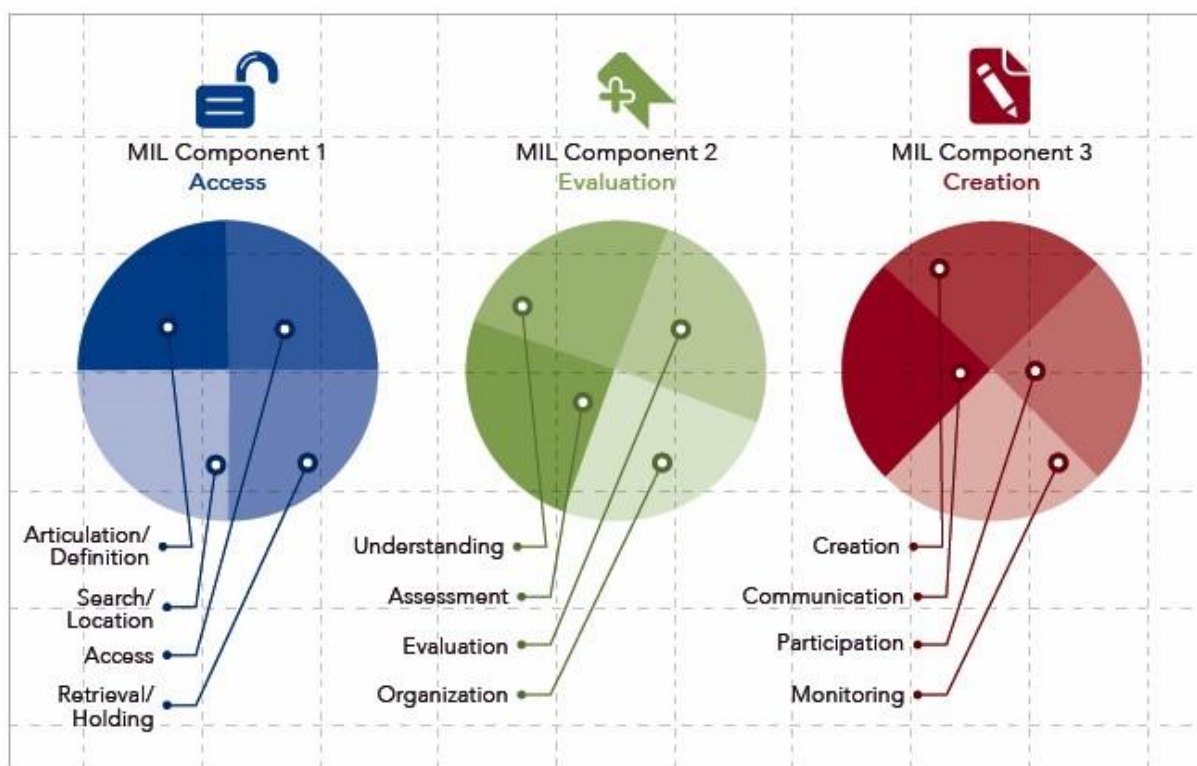 MIL Component 1
Access
Articulation/
Definition
Search/
Location
Access
Retrieval/
Holding
MIL Component 2
Evaluation
Understanding
Assessment
Evaluation
Organization
MIL Component 3
Creation
Creation
Communication
Participation
Monitoring